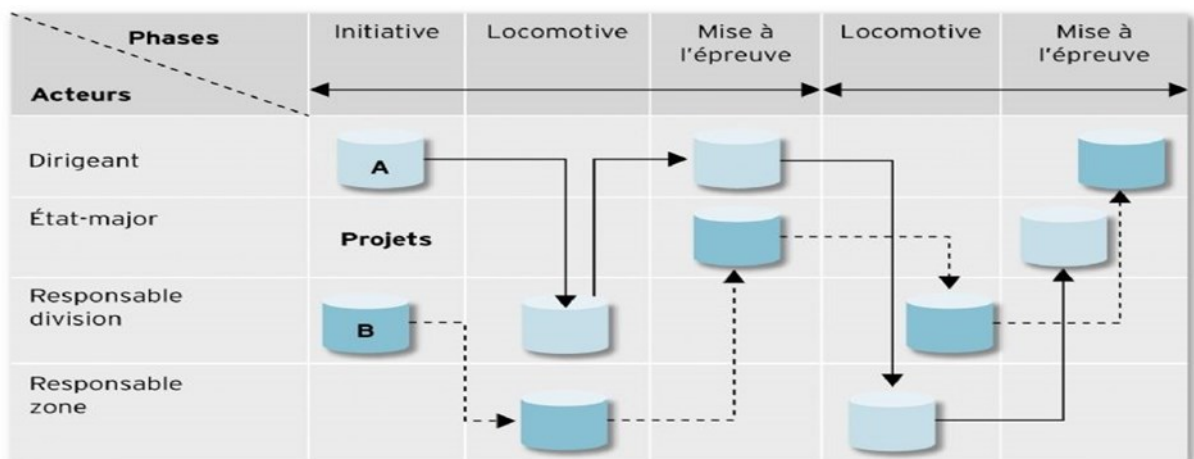 Phases
Initiative
Locomotive
Mise à
l'épreuve
Locomotive
Mise à
l'épreuve
Acteurs
Dirigeant
A
État-major
Projets
Responsable
division
B
Responsable
zone